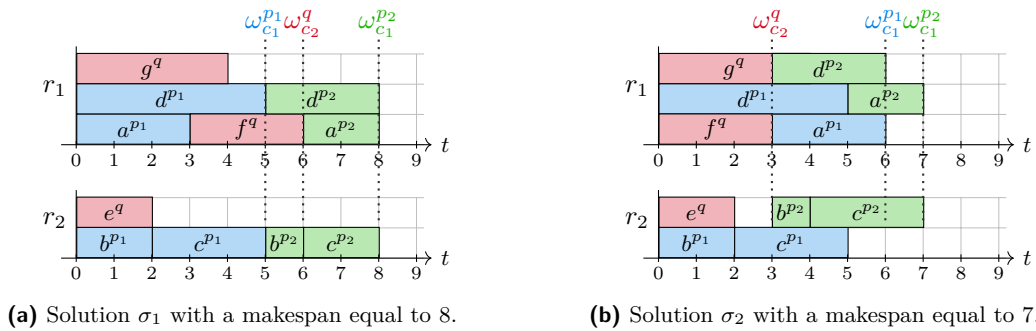 ω_{c_1}^{p_1} ω_{c_2}^{q} ω_{c_1}^{p_2}
r_1
g^q
d^{p_1} d^{p_2}
a^{p_1} f^q a^{p_2}
0 1 2 3 4 5 6 7 8 9 t
r_2
e^q
b^{p_1} c^{p_1} b^{p_2} c^{p_2}
0 1 2 3 4 5 6 7 8 9 t
(a) Solution σ_1 with a makespan equal to 8.
ω_{c_2}^{q} ω_{c_1}^{p_1} ω_{c_1}^{p_2}
r_1
g^q d^{p_2}
d^{p_1} a^{p_2}
f^q a^{p_1}
0 1 2 3 4 5 6 7 8 9 t
r_2
e^q b^{p_2} c^{p_2}
b^{p_1} c^{p_1}
0 1 2 3 4 5 6 7 8 9 t
(b) Solution σ_2 with a makespan equal to 7